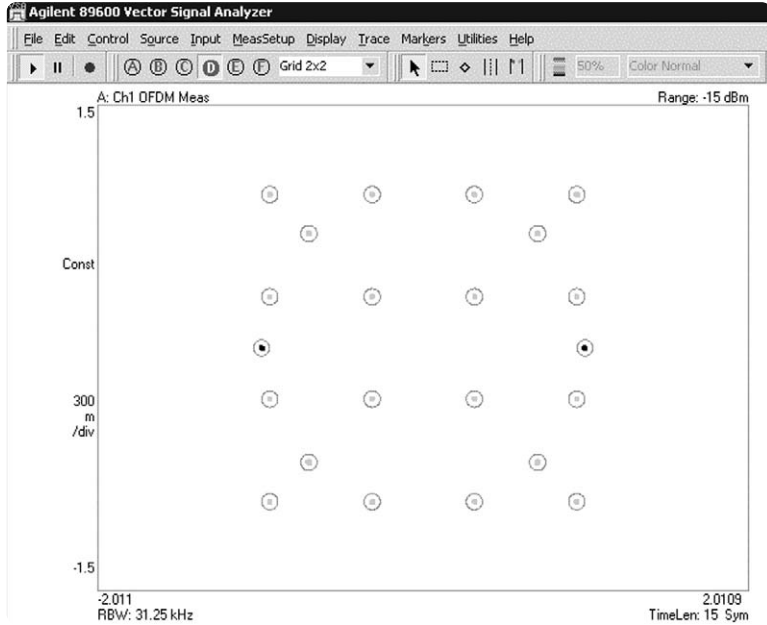 Agilent 89600 Vector Signal Analyzer
File Edit Control Source Input MeasSetup Display Trace Markers Utilities Help
A B C D E F Grid 2x2 50% Color Normal
A: Ch1 OFDM Meas Range: -15 dBm
1.5
Const
300
m
/div
-1.5
-2.011 2.0109
RBW: 31.25 kHz TimeLen: 15 Sym